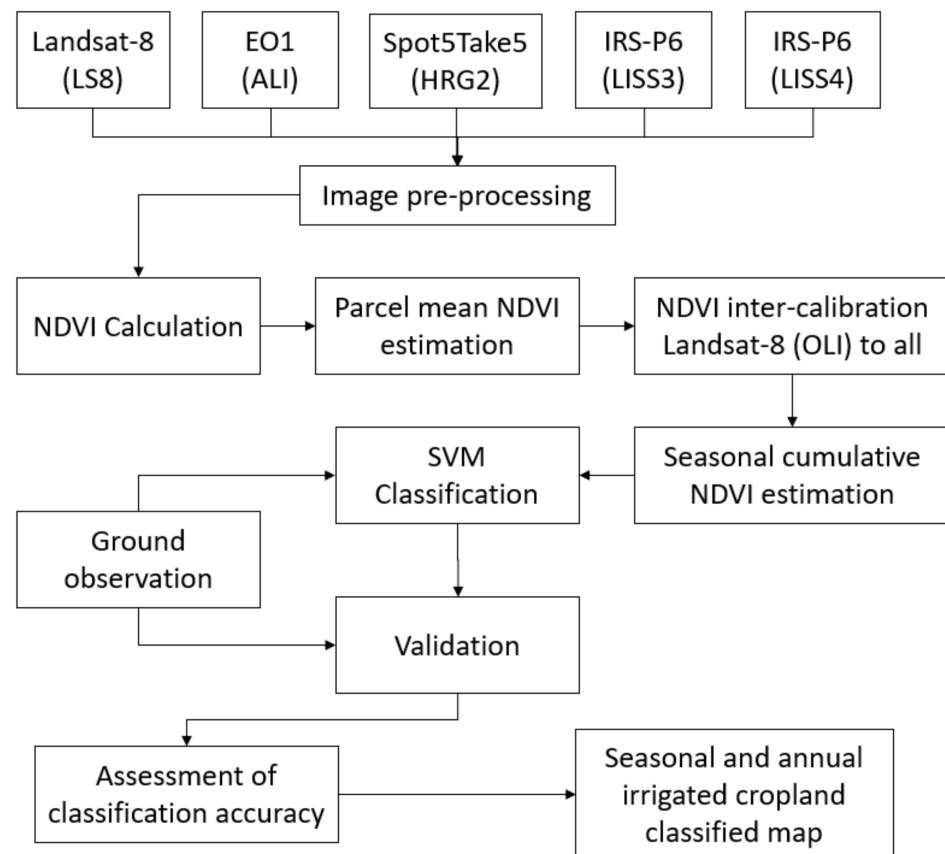 Landsat-8
(LS8)
EO1
(ALI)
Spot5Take5
(HRG2)
IRS-P6
(LISS3)
IRS-P6
(LISS4)
Image pre-processing
NDVI Calculation
Parcel mean NDVI
estimation
NDVI inter-calibration
Landsat-8 (OLI) to all
SVM
Classification
Seasonal cumulative
NDVI estimation
Ground
observation
Validation
Assessment of
classification accuracy
Seasonal and annual
irrigated cropland
classified map